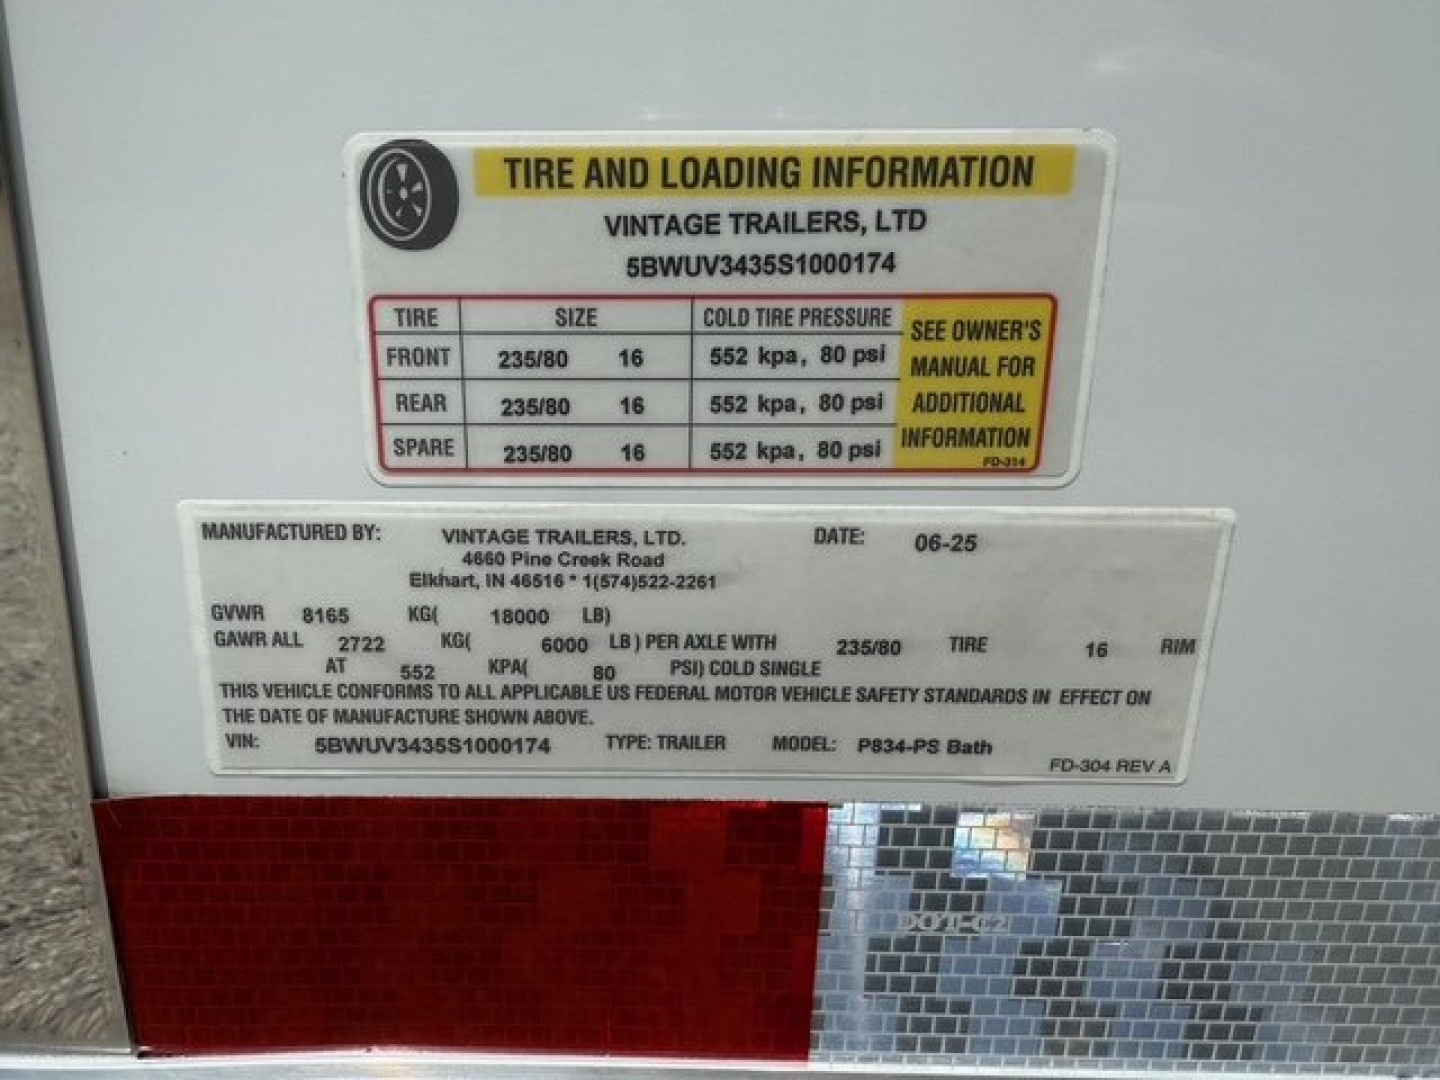 TIRE AND LOADING INFORMATION
VINTAGE TRAILERS, LTD
5BWUV3435S1000174
TIRE SIZE COLD TIRE PRESSURE
FRONT 235/80 16 552 kpa, 80 psi
REAR 235/80 16 552 kpa, 80 psi
SPARE 235/80 16 552 kpa, 80 psi
SEE OWNER'S
MANUAL FOR
ADDITIONAL
INFORMATION
FD-314
MANUFACTURED BY: VINTAGE TRAILERS, LTD. DATE: 06-25
4660 Pine Creek Road
Elkhart, IN 46516 * 1(574)522-2261
GVWR 8165 KG( 18000 LB)
GAWR ALL 2722 KG( 6000 LB) PER AXLE WITH 235/80 TIRE 16 RIM
AT 552 KPA( 80 PSI) COLD SINGLE
THIS VEHICLE CONFORMS TO ALL APPLICABLE US FEDERAL MOTOR VEHICLE SAFETY STANDARDS IN EFFECT ON
THE DATE OF MANUFACTURE SHOWN ABOVE.
VIN: 5BWUV3435S1000174 TYPE: TRAILER MODEL: P834-PS Bath
FD-304 REV A
DOT-C2